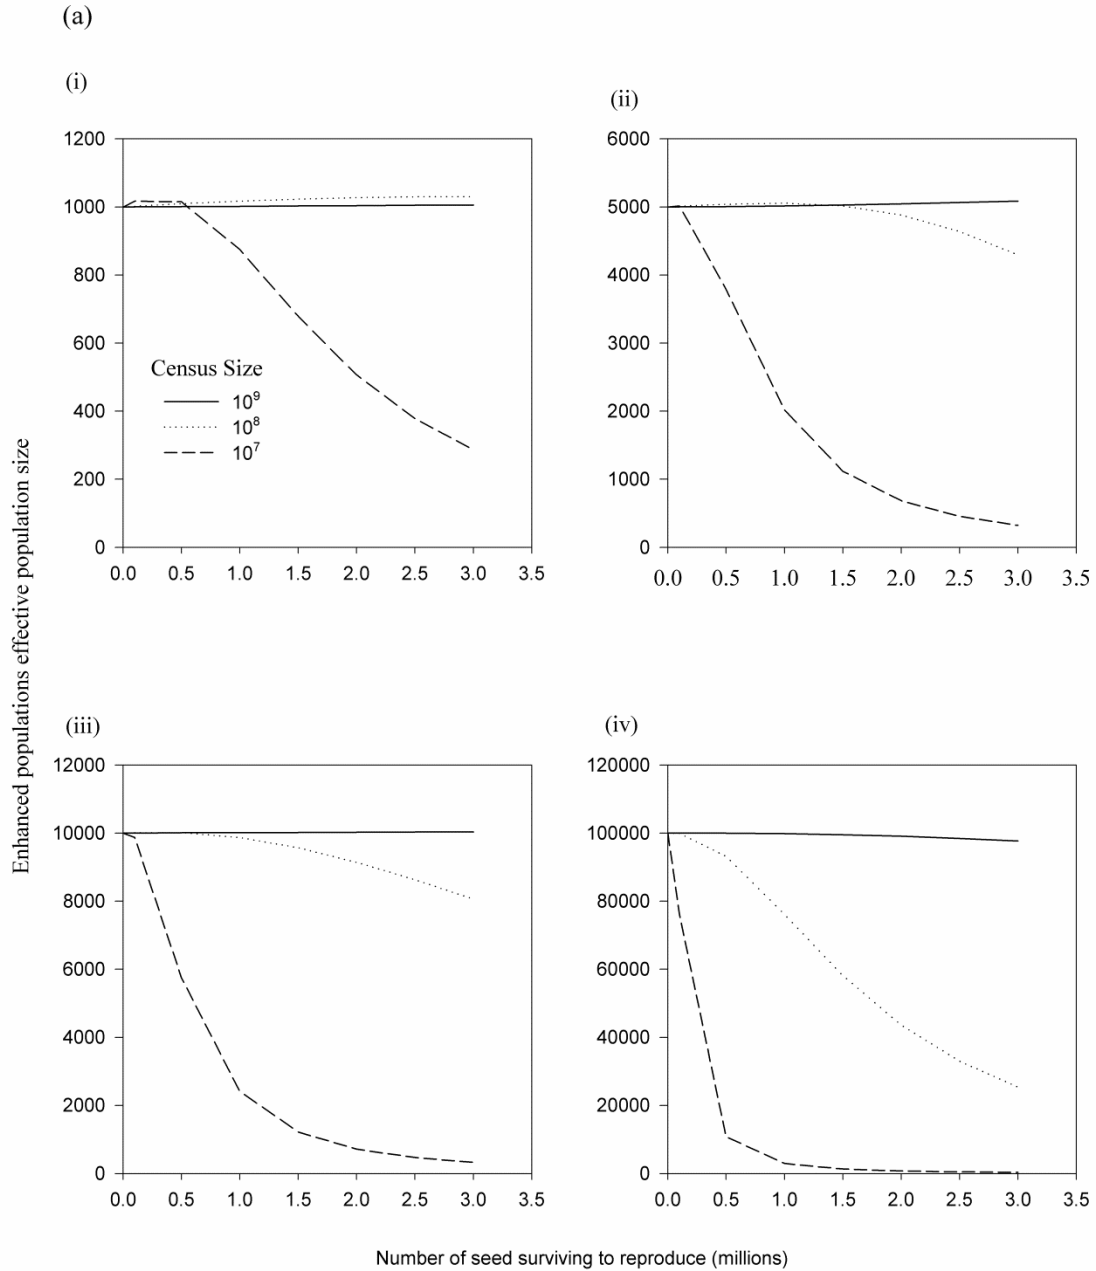 (a)
(i)
1200
1000
800
600
400
200
0
Census Size
10⁹
10⁸
10⁷
0.0 0.5 1.0 1.5 2.0 2.5 3.0 3.5
(ii)
6000
5000
4000
3000
2000
1000
0
0.0 0.5 1.0 1.5 2.0 2.5 3.0 3.5
Enhanced populations effective population size
(iii)
12000
10000
8000
6000
4000
2000
0
0.0 0.5 1.0 1.5 2.0 2.5 3.0 3.5
(iv)
120000
100000
80000
60000
40000
20000
0
0.0 0.5 1.0 1.5 2.0 2.5 3.0 3.5
Number of seed surviving to reproduce (millions)